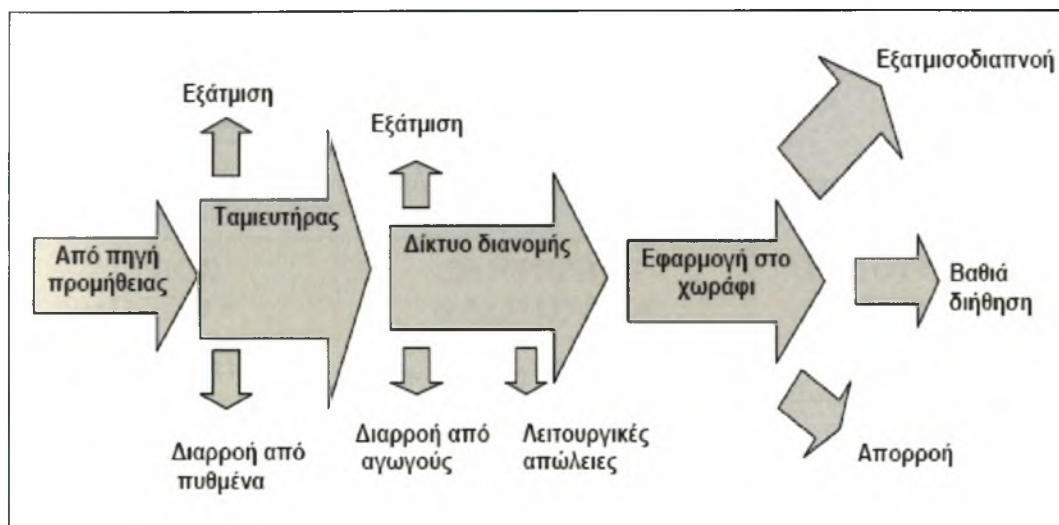 Εξάτμιση
Ταμιευτήρας
Από πηγή
προμήθειας
Διαρροή από
πυθμένα
Εξάτμιση
Δίκτυο διανομής
Διαρροή από
αγωγούς
Λειτουργικές
απώλειες
Εφαρμογή στο
χωράφι
Εξατμισοδιαπνοή
Βαθιά
διήθηση
Απορροή